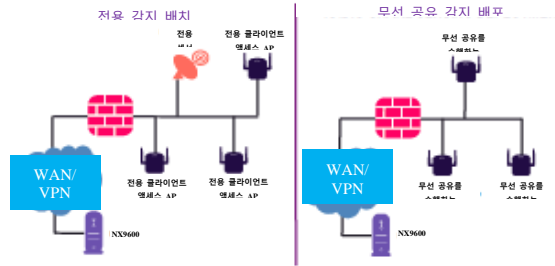 전용 감지 배치
무선 공유 감지 배포
전용
전용 클라이언트
액세스 AP
무선 공유를
전용 클라이언트
액세스 AP
전용 클라이언트
액세스 AP
무선 공유를
무선 공유를
WAN/
VPN
WAN/
VPN
NX9600
NX9600